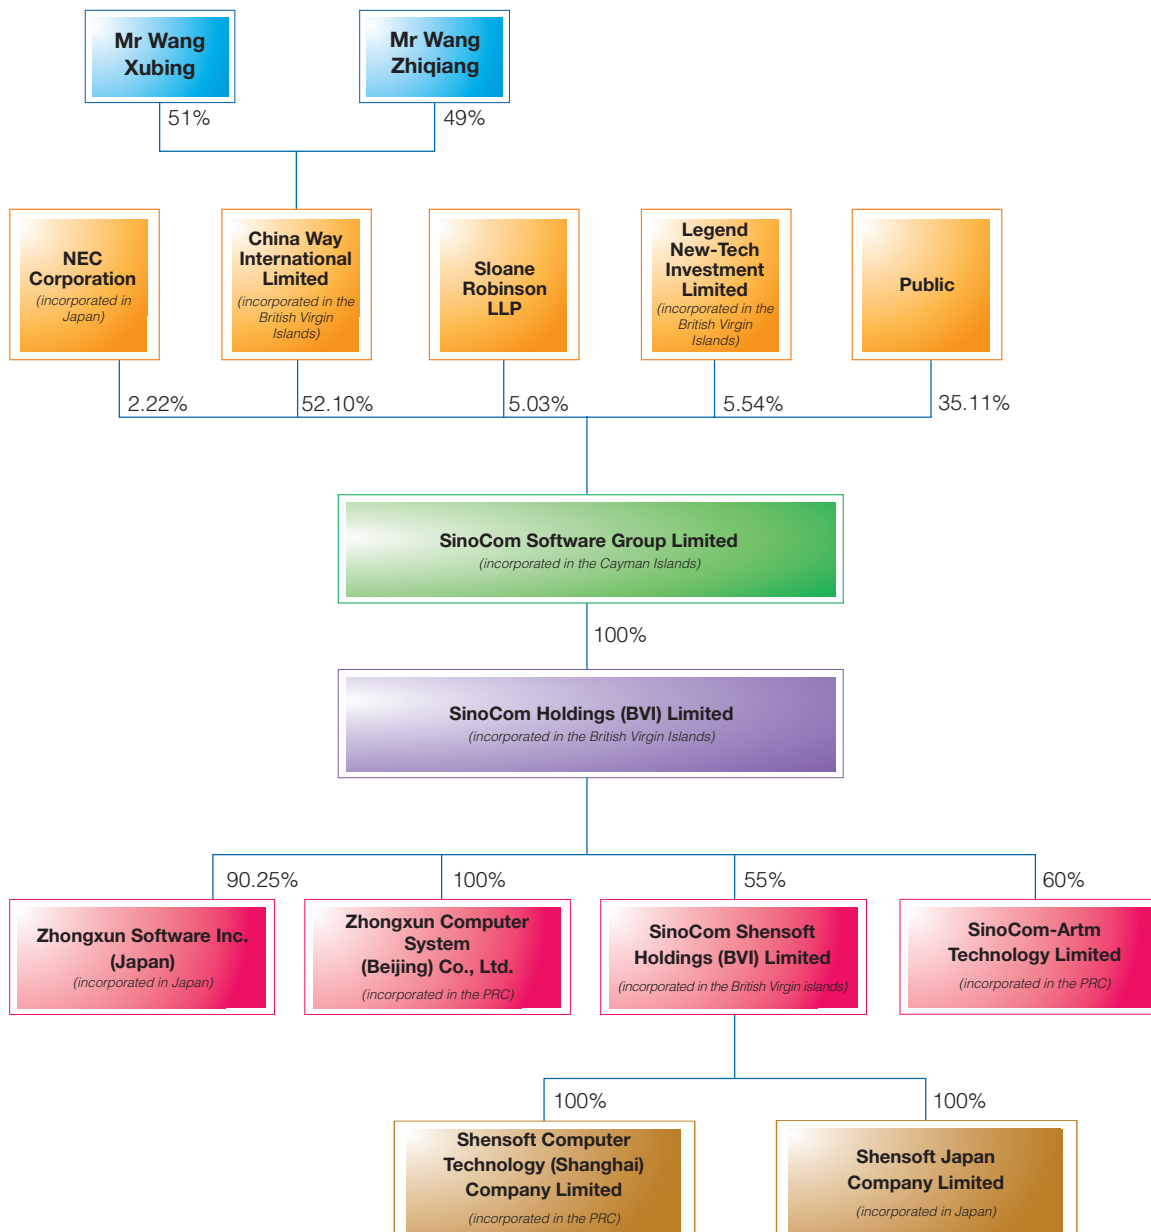 Mr Wang
Xubing
Mr Wang
Zhiqiang
51%
49%
NEC
Corporation
(incorporated in
Japan)
China Way
International
Limited
(incorporated in the
British Virgin
Islands)
Sloane
Robinson
LLP
Legend
New-Tech
Investment
Limited
(incorporated in the
British Virgin
Islands)
Public
2.22%
52.10%
5.03%
5.54%
35.11%
SinoCom Software Group Limited
(incorporated in the Cayman Islands)
100%
SinoCom Holdings (BVI) Limited
(incorporated in the British Virgin Islands)
90.25%
100%
55%
60%
Zhongxun Software Inc.
(Japan)
(incorporated in Japan)
Zhongxun Computer
System
(Beijing) Co., Ltd.
(incorporated in the PRC)
SinoCom Shensoft
Holdings (BVI) Limited
(incorporated in the British Virgin islands)
SinoCom-Artm
Technology Limited
(incorporated in the PRC)
100%
100%
Shensoft Computer
Technology (Shanghai)
Company Limited
(incorporated in the PRC)
Shensoft Japan
Company Limited
(incorporated in Japan)